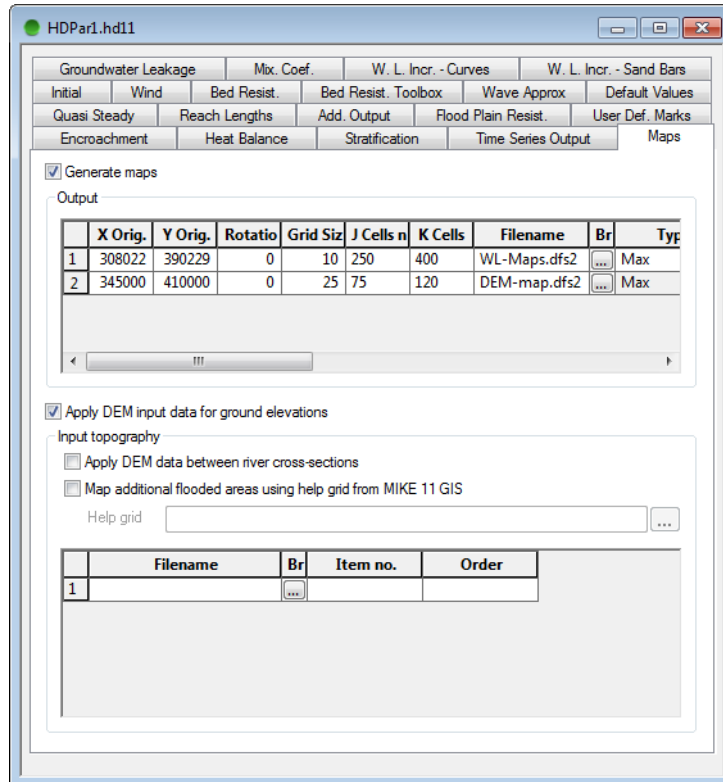 HDPar1.hd11
Groundwater Leakage Mix. Coef. W. L. Incr. - Curves W. L. Incr. - Sand Bars
Initial Wind Bed Resist. Bed Resist. Toolbox Wave Approx Default Values
Quasi Steady Reach Lengths Add. Output Flood Plain Resist. User Def. Marks
Encroachment Heat Balance Stratification Time Series Output Maps
Generate maps
Output
X Orig. Y Orig. Rotatio Grid Siz J Cells n K Cells Filename Br Typ
1 308022 390229 0 10 250 400 WL-Maps.dfs2 ... Max
2 345000 410000 0 25 75 120 DEM-map.dfs2 ... Max
Apply DEM input data for ground elevations
Input topography
Apply DEM data between river cross-sections
Map additional flooded areas using help grid from MIKE 11 GIS
Help grid ...
Filename Br Item no. Order
1 ...